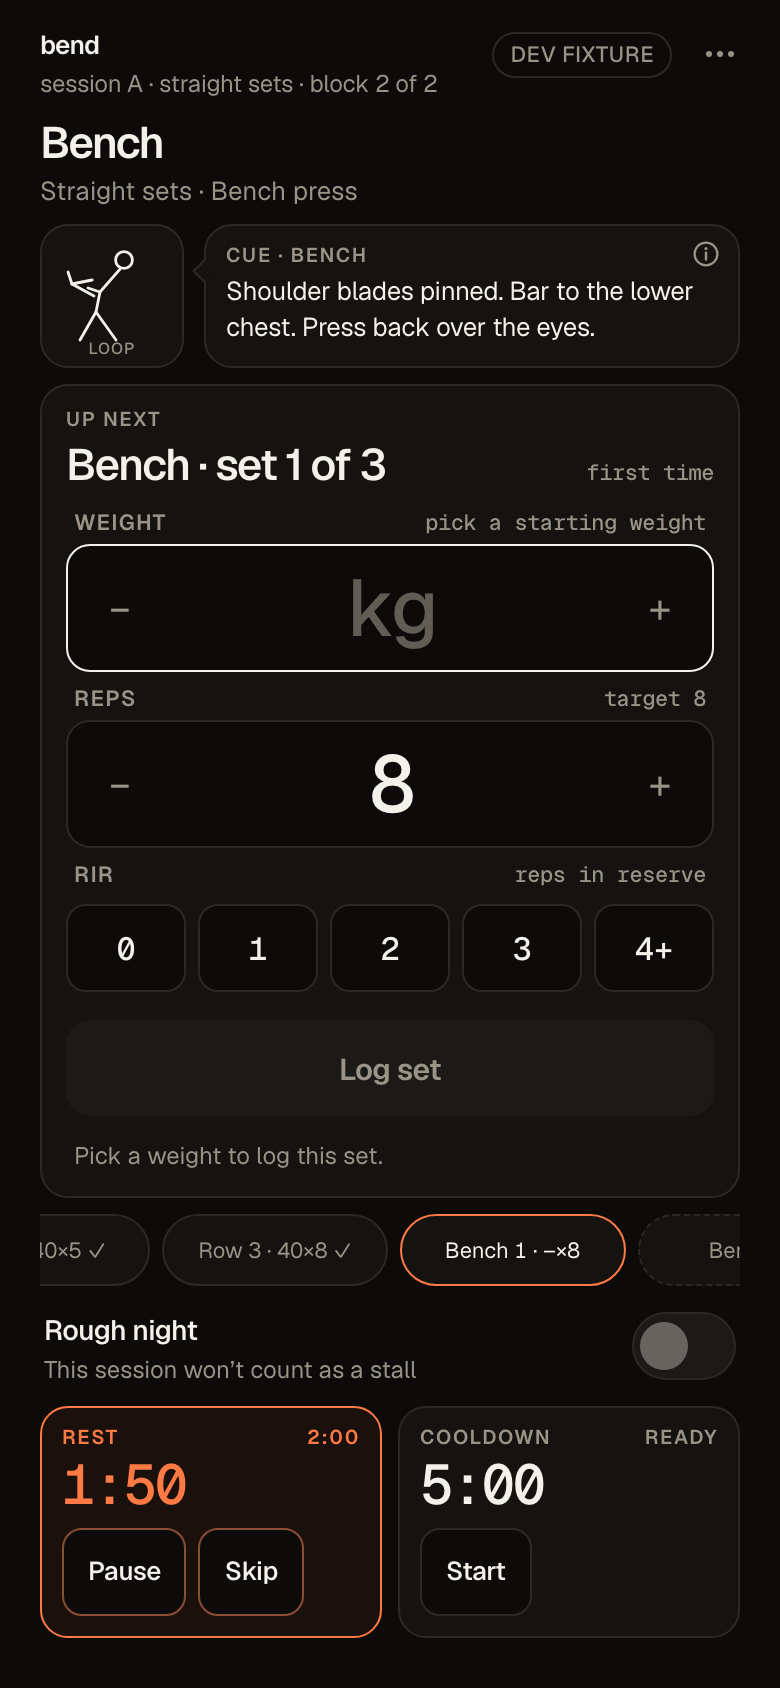 bend
DEV FIXTURE
session A · straight sets · block 2 of 2
Bench
Straight sets · Bench press
LOOP
CUE · BENCH
Shoulder blades pinned. Bar to the lower
chest. Press back over the eyes.
UP NEXT
Bench · set 1 of 3
first time
WEIGHT
pick a starting weight
− kg +
REPS
target 8
− 8 +
RIR
reps in reserve
0 1 2 3 4+
Log set
Pick a weight to log this set.
40×5 ✓
Row 3 · 40×8 ✓
Bench 1 · –×8
Rough night
This session won’t count as a stall
REST 2:00
1:50
Pause Skip
COOLDOWN READY
5:00
Start